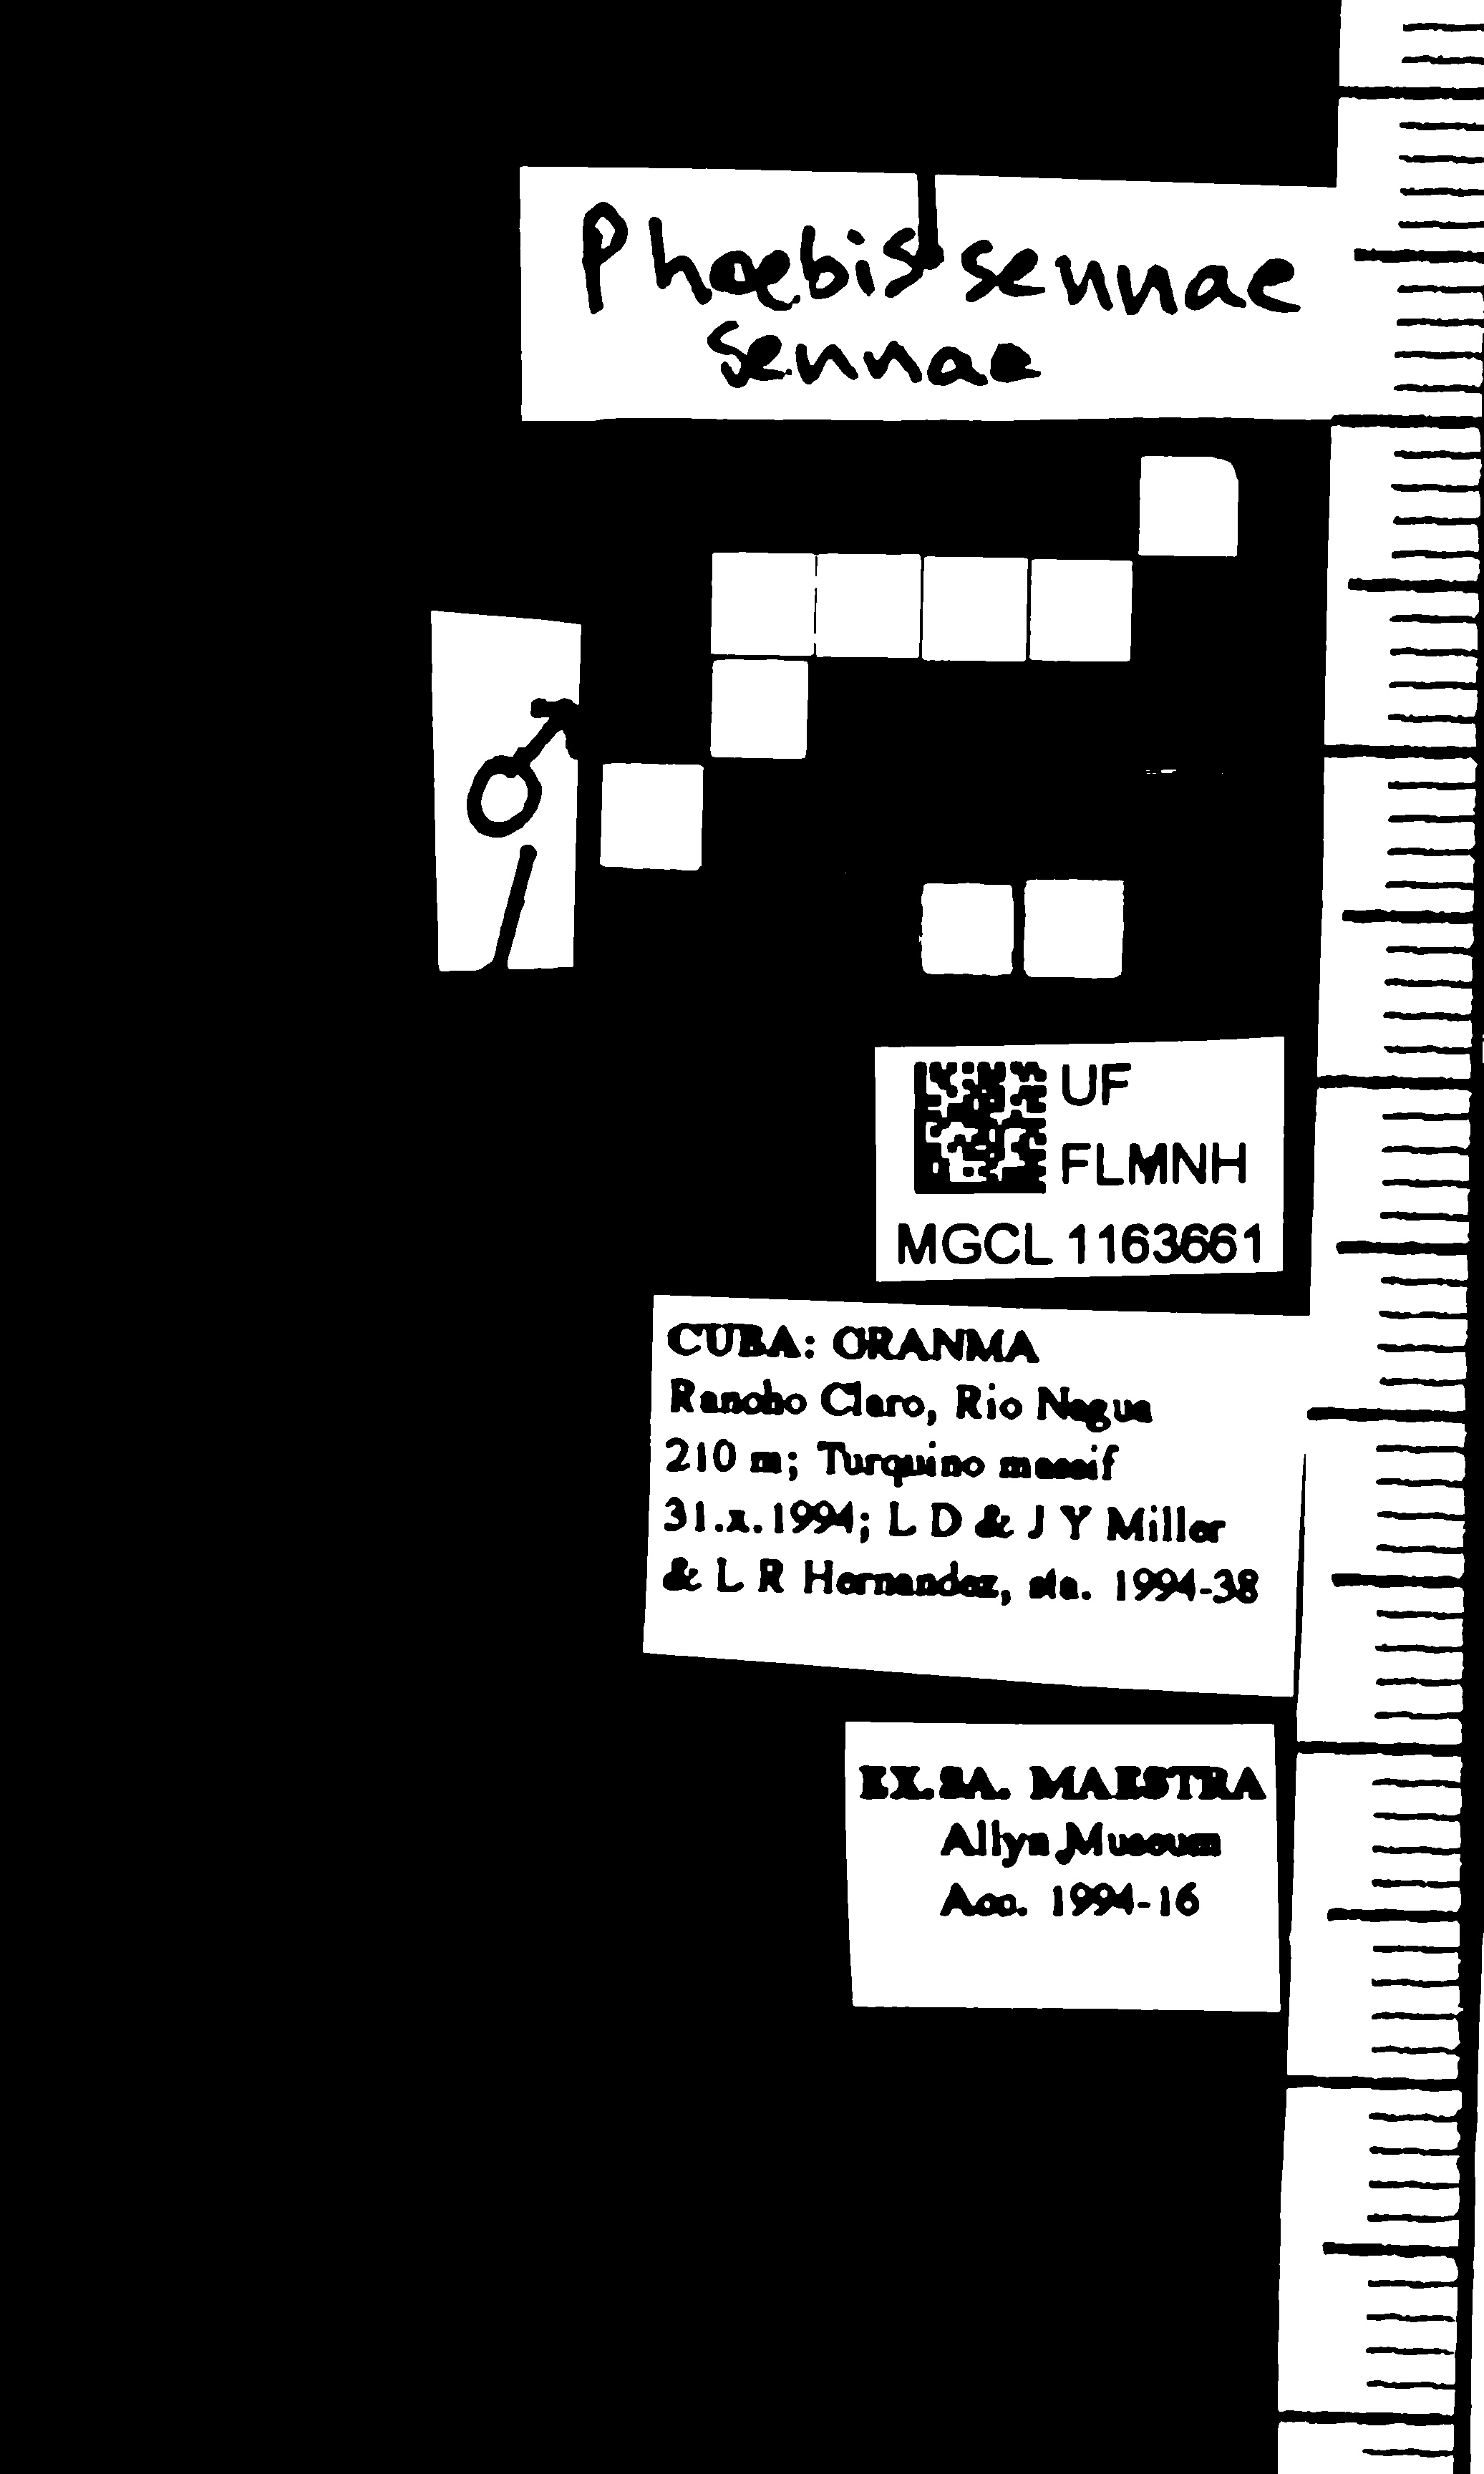 Phoebis sennae
sennae
♂
UF
FLMNH
MGCL 1163661
CUBA: GRANMA
Rancho Claro, Rio Nagua
210 m; Turquino massif
31.x.1994; L D & J Y Miller
& L R Hernandez, sta. 1994-38
EX.SA. MAESTRA
Allyn Museum
Acc. 1994-16